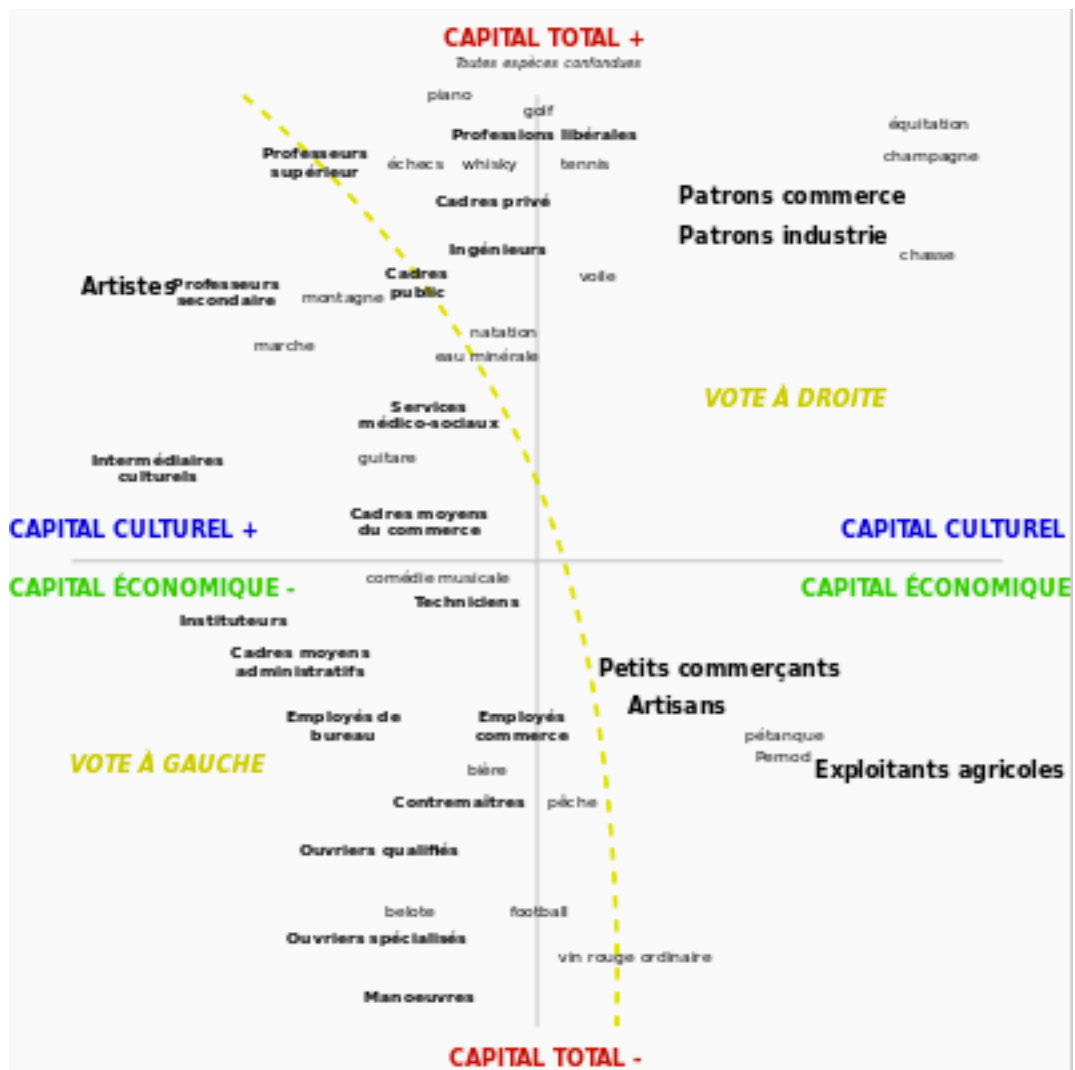 CAPITAL TOTAL +
Toutes espèces confondues
piano
golf
équitation
Professions libérales
Professeurs
supérieur
échecs
whisky
tennis
champagne
Cadres privé
Patrons commerce
Patrons industrie
Ingénieurs
chasse
Cadres
public
voile
Artistes
Professeurs
secondaire
montagne
natation
marche
eau minérale
VOTE À DROITE
Services
médico-sociaux
Intermédiaires
culturels
guitare
Cadres moyens
du commerce
CAPITAL CULTUREL +
CAPITAL CULTUREL
CAPITAL ÉCONOMIQUE -
CAPITAL ÉCONOMIQUE
comédie musicale
Techniciens
Instituteurs
Cadres moyens
administratifs
Petits commerçants
Artisans
Employés de
bureau
Employés
commerce
pétanque
Pernod
VOTE À GAUCHE
bière
Exploitants agricoles
Contremaîtres
pêche
Ouvriers qualifiés
belote
football
Ouvriers spécialisés
vin rouge ordinaire
Manoeuvres
CAPITAL TOTAL -